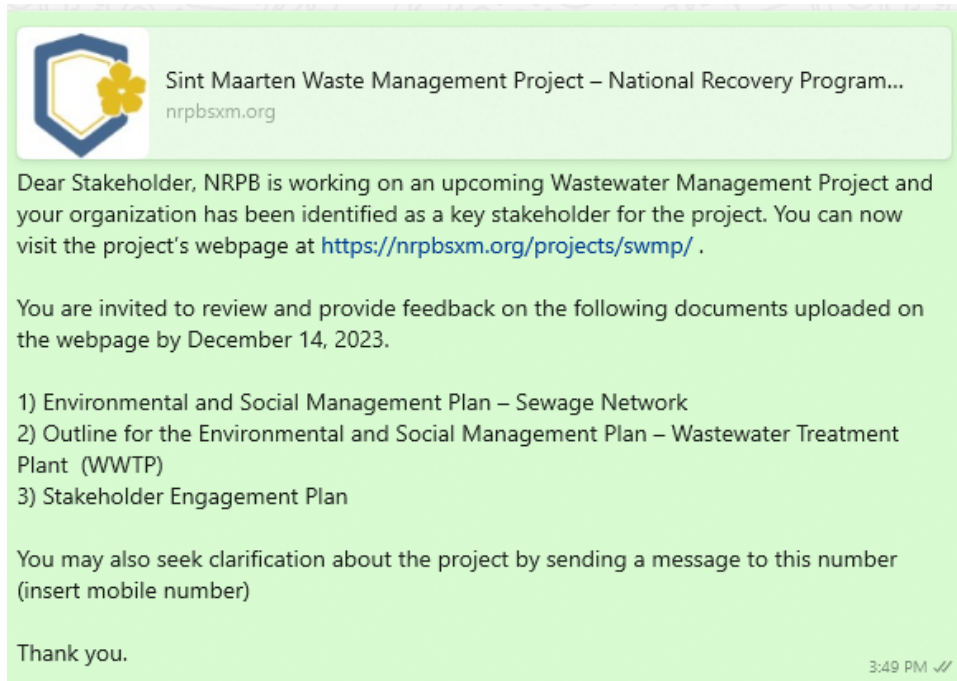 Sint Maarten Waste Management Project – National Recovery Program...
nrpbsxm.org
Dear Stakeholder, NRPB is working on an upcoming Wastewater Management Project and
your organization has been identified as a key stakeholder for the project. You can now
visit the project's webpage at https://nrpbsxm.org/projects/swmp/ .
You are invited to review and provide feedback on the following documents uploaded on
the webpage by December 14, 2023.
1) Environmental and Social Management Plan – Sewage Network
2) Outline for the Environmental and Social Management Plan – Wastewater Treatment
Plant  (WWTP)
3) Stakeholder Engagement Plan
You may also seek clarification about the project by sending a message to this number
(insert mobile number)
Thank you.
3:49 PM